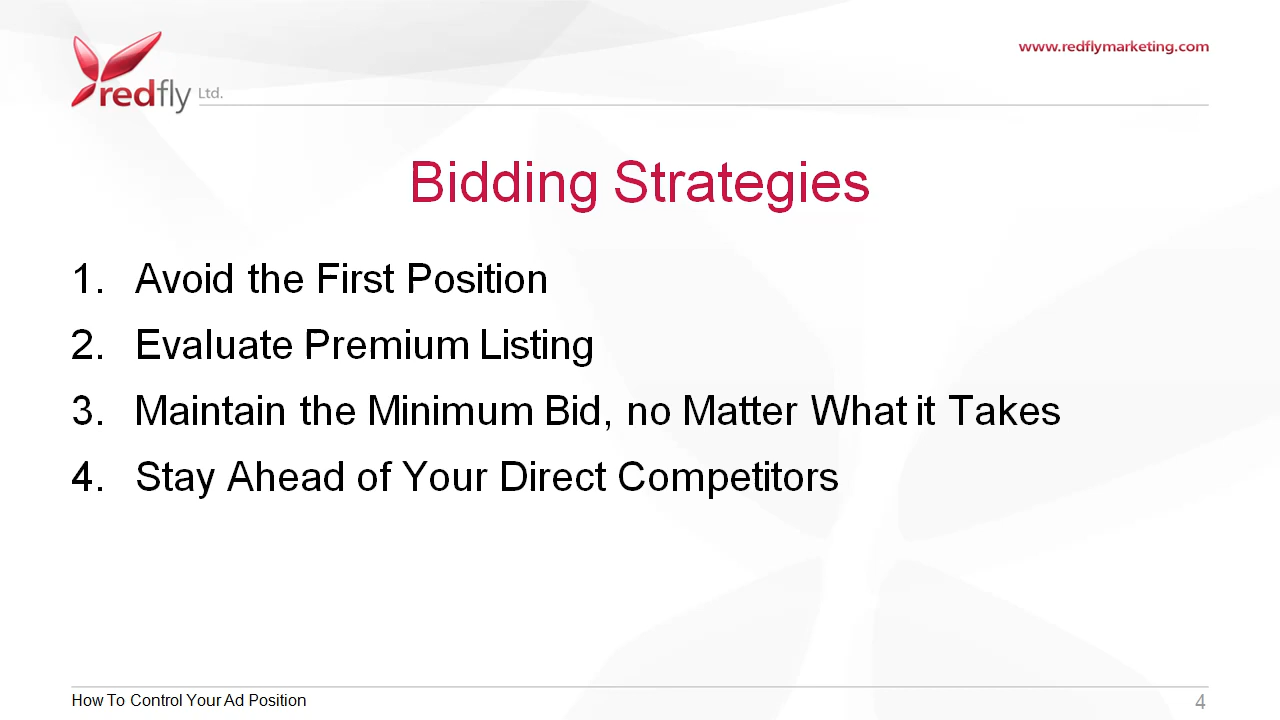 redfly Ltd.
www.redflymarketing.com
Bidding Strategies
1. Avoid the First Position
2. Evaluate Premium Listing
3. Maintain the Minimum Bid, no Matter What it Takes
4. Stay Ahead of Your Direct Competitors
How To Control Your Ad Position
4